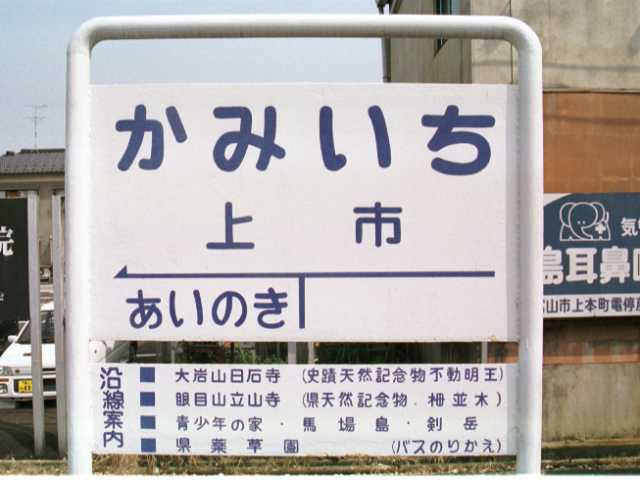 かみいち
上市
あいのき
沿線案内
■ 大岩山日石寺 (史蹟天然記念物不動明王)
■ 眼目山立山寺 (県天然記念物．栂並木)
■ 青少年の家・馬場島・剣岳
■ 県薬草園 (バスのりかえ)
院
気
島耳鼻
山市上本町電停